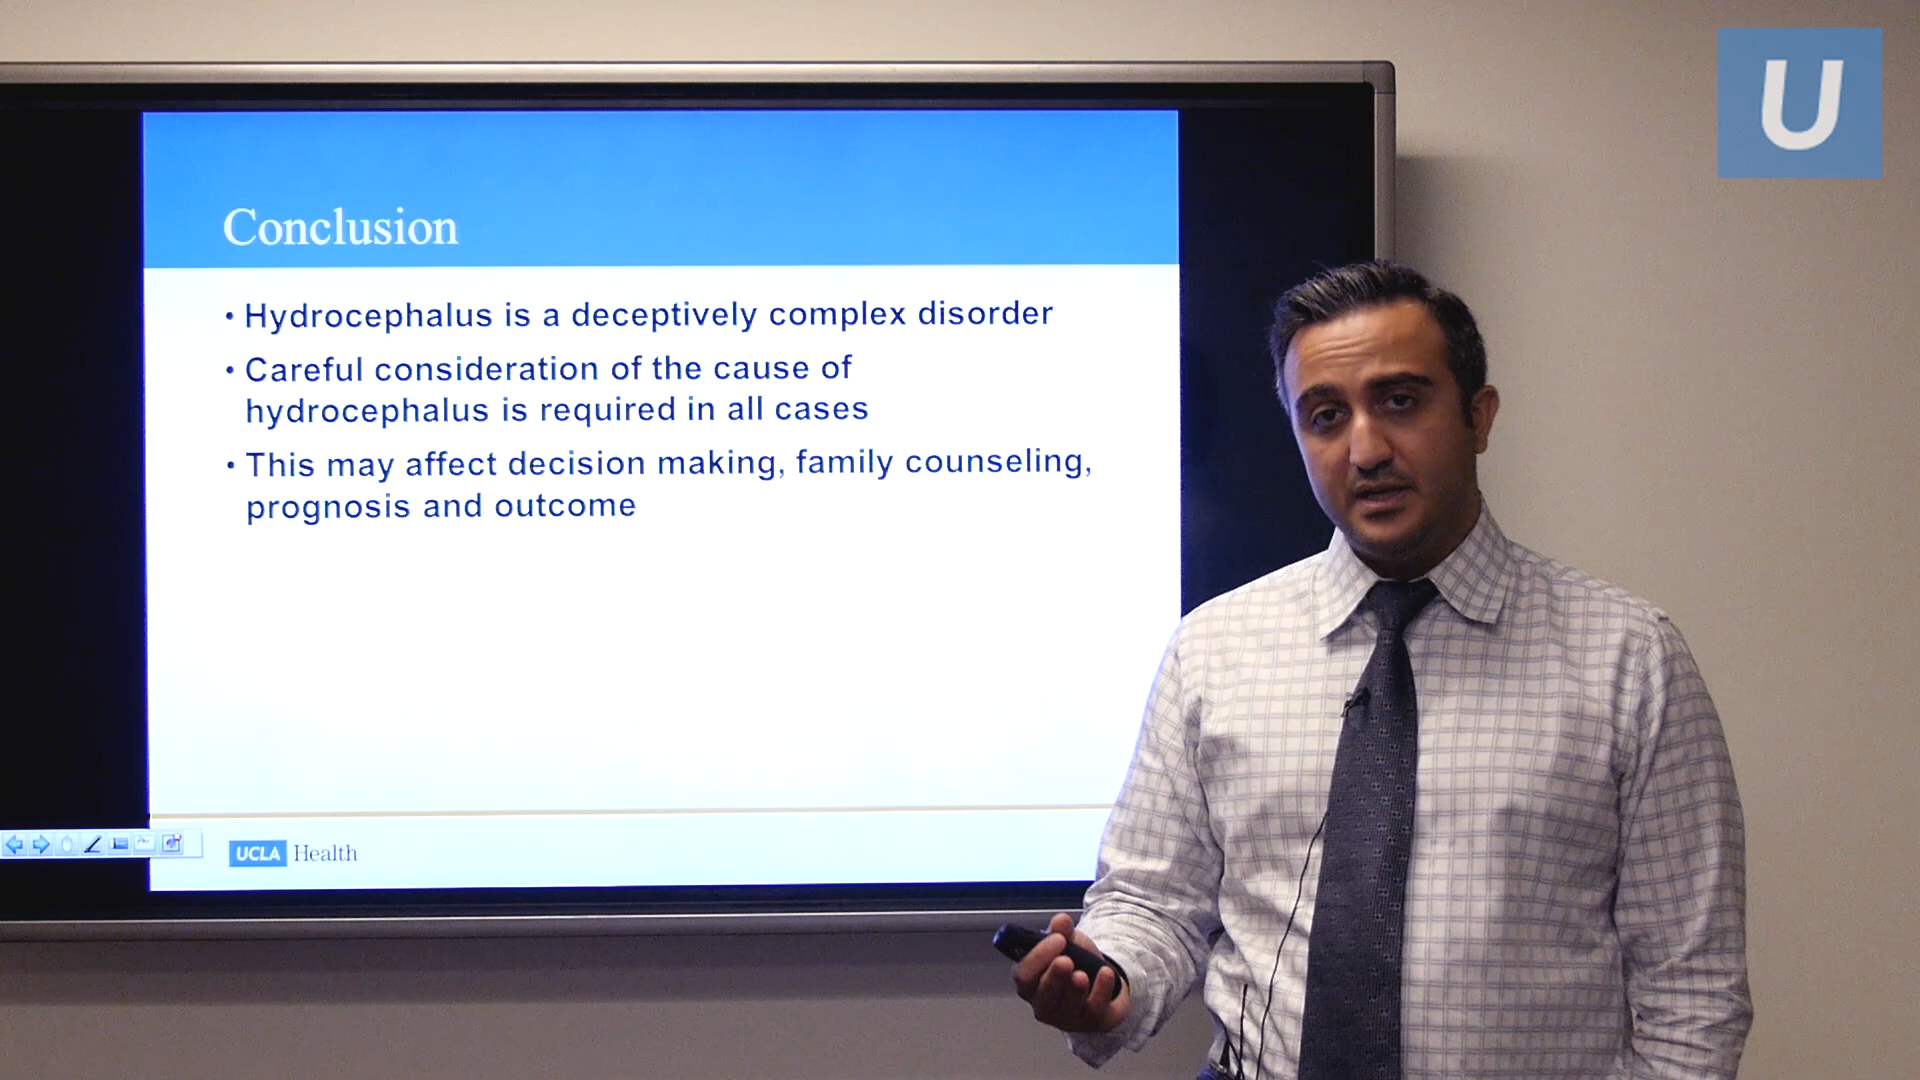 U
Conclusion
• Hydrocephalus is a deceptively complex disorder
• Careful consideration of the cause of
hydrocephalus is required in all cases
• This may affect decision making, family counseling,
prognosis and outcome
UCLA Health